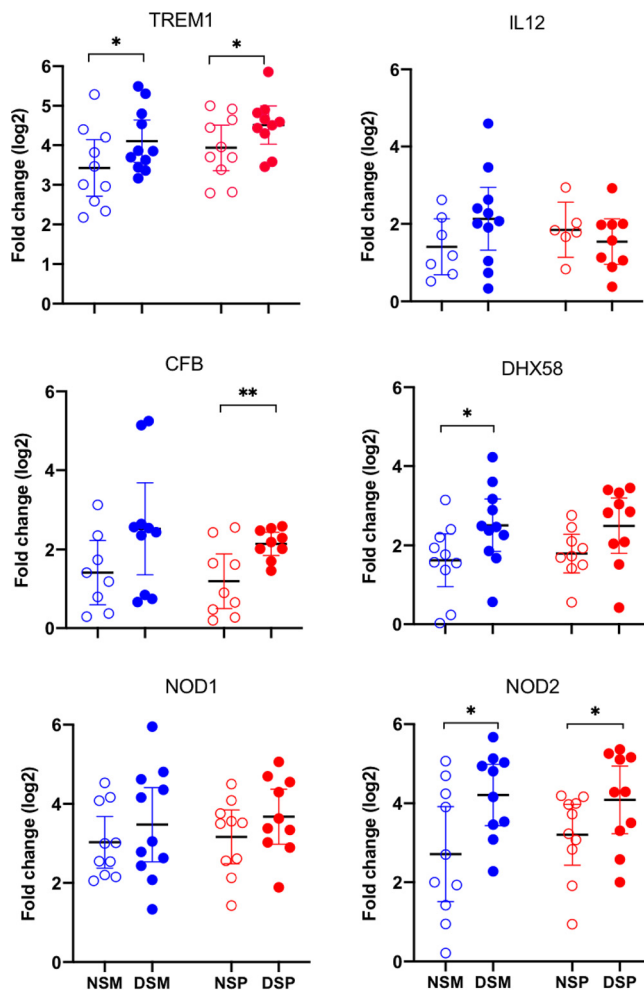 TREM1
IL12
* *
Fold change (log2)
6
5
4
3
2
1
0
Fold change (log2)
6
4
2
0
CFB
DHX58
**
*
Fold change (log2)
6
4
2
0
Fold change (log2)
6
4
2
0
NOD1
NOD2
* *
Fold change (log2)
6
4
2
0
Fold change (log2)
6
4
2
0
NSM DSM NSP DSP
NSM DSM NSP DSP